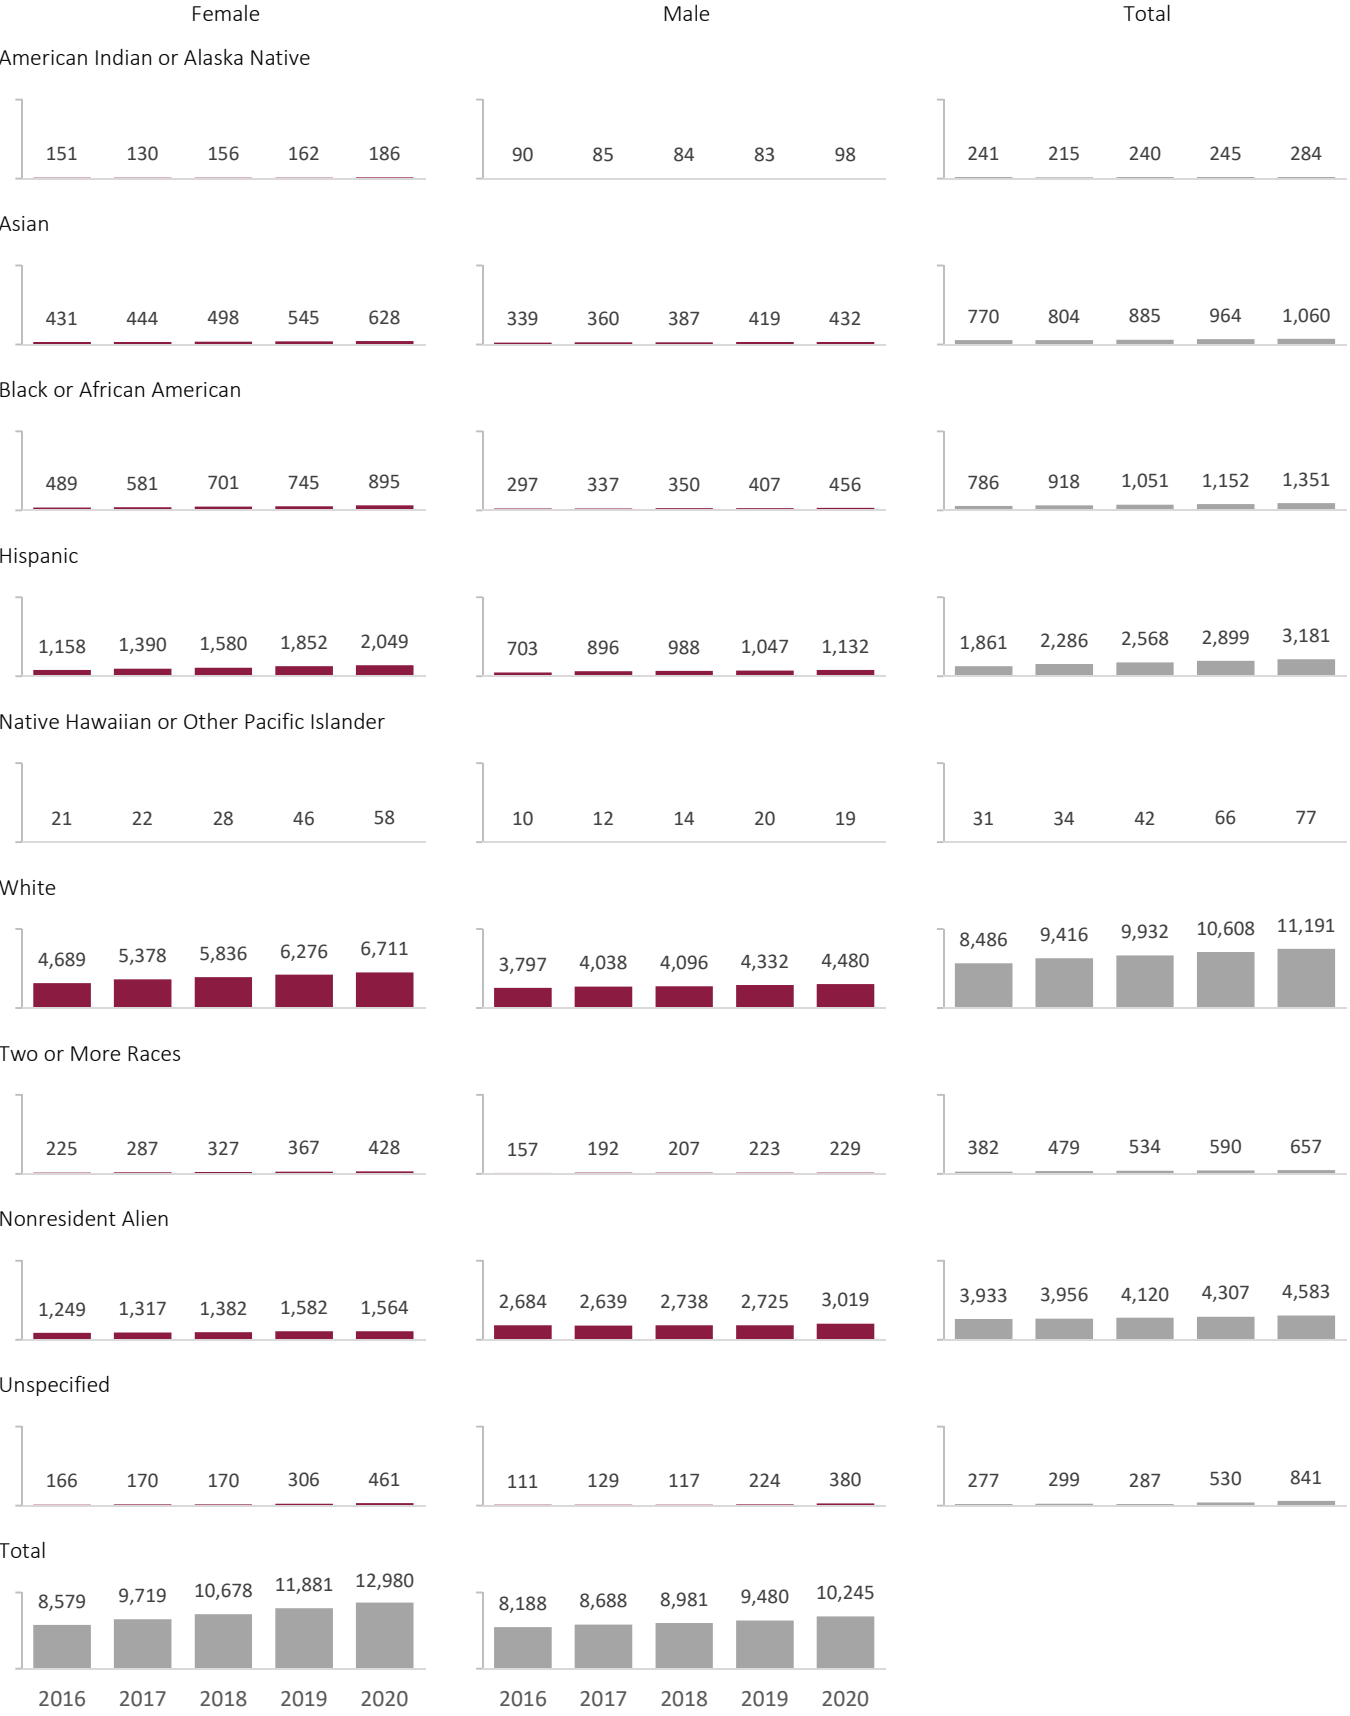 Female Male Total
American Indian or Alaska Native
151 130 156 162 186 90 85 84 83 98 241 215 240 245 284
Asian
431 444 498 545 628 339 360 387 419 432 770 804 885 964 1,060
Black or African American
489 581 701 745 895 297 337 350 407 456 786 918 1,051 1,152 1,351
Hispanic
1,158 1,390 1,580 1,852 2,049 703 896 988 1,047 1,132 1,861 2,286 2,568 2,899 3,181
Native Hawaiian or Other Pacific Islander
21 22 28 46 58 10 12 14 20 19 31 34 42 66 77
White
4,689 5,378 5,836 6,276 6,711 3,797 4,038 4,096 4,332 4,480 8,486 9,416 9,932 10,608 11,191
Two or More Races
225 287 327 367 428 157 192 207 223 229 382 479 534 590 657
Nonresident Alien
1,249 1,317 1,382 1,582 1,564 2,684 2,639 2,738 2,725 3,019 3,933 3,956 4,120 4,307 4,583
Unspecified
166 170 170 306 461 111 129 117 224 380 277 299 287 530 841
Total
8,579 9,719 10,678 11,881 12,980 8,188 8,688 8,981 9,480 10,245
2016 2017 2018 2019 2020 2016 2017 2018 2019 2020